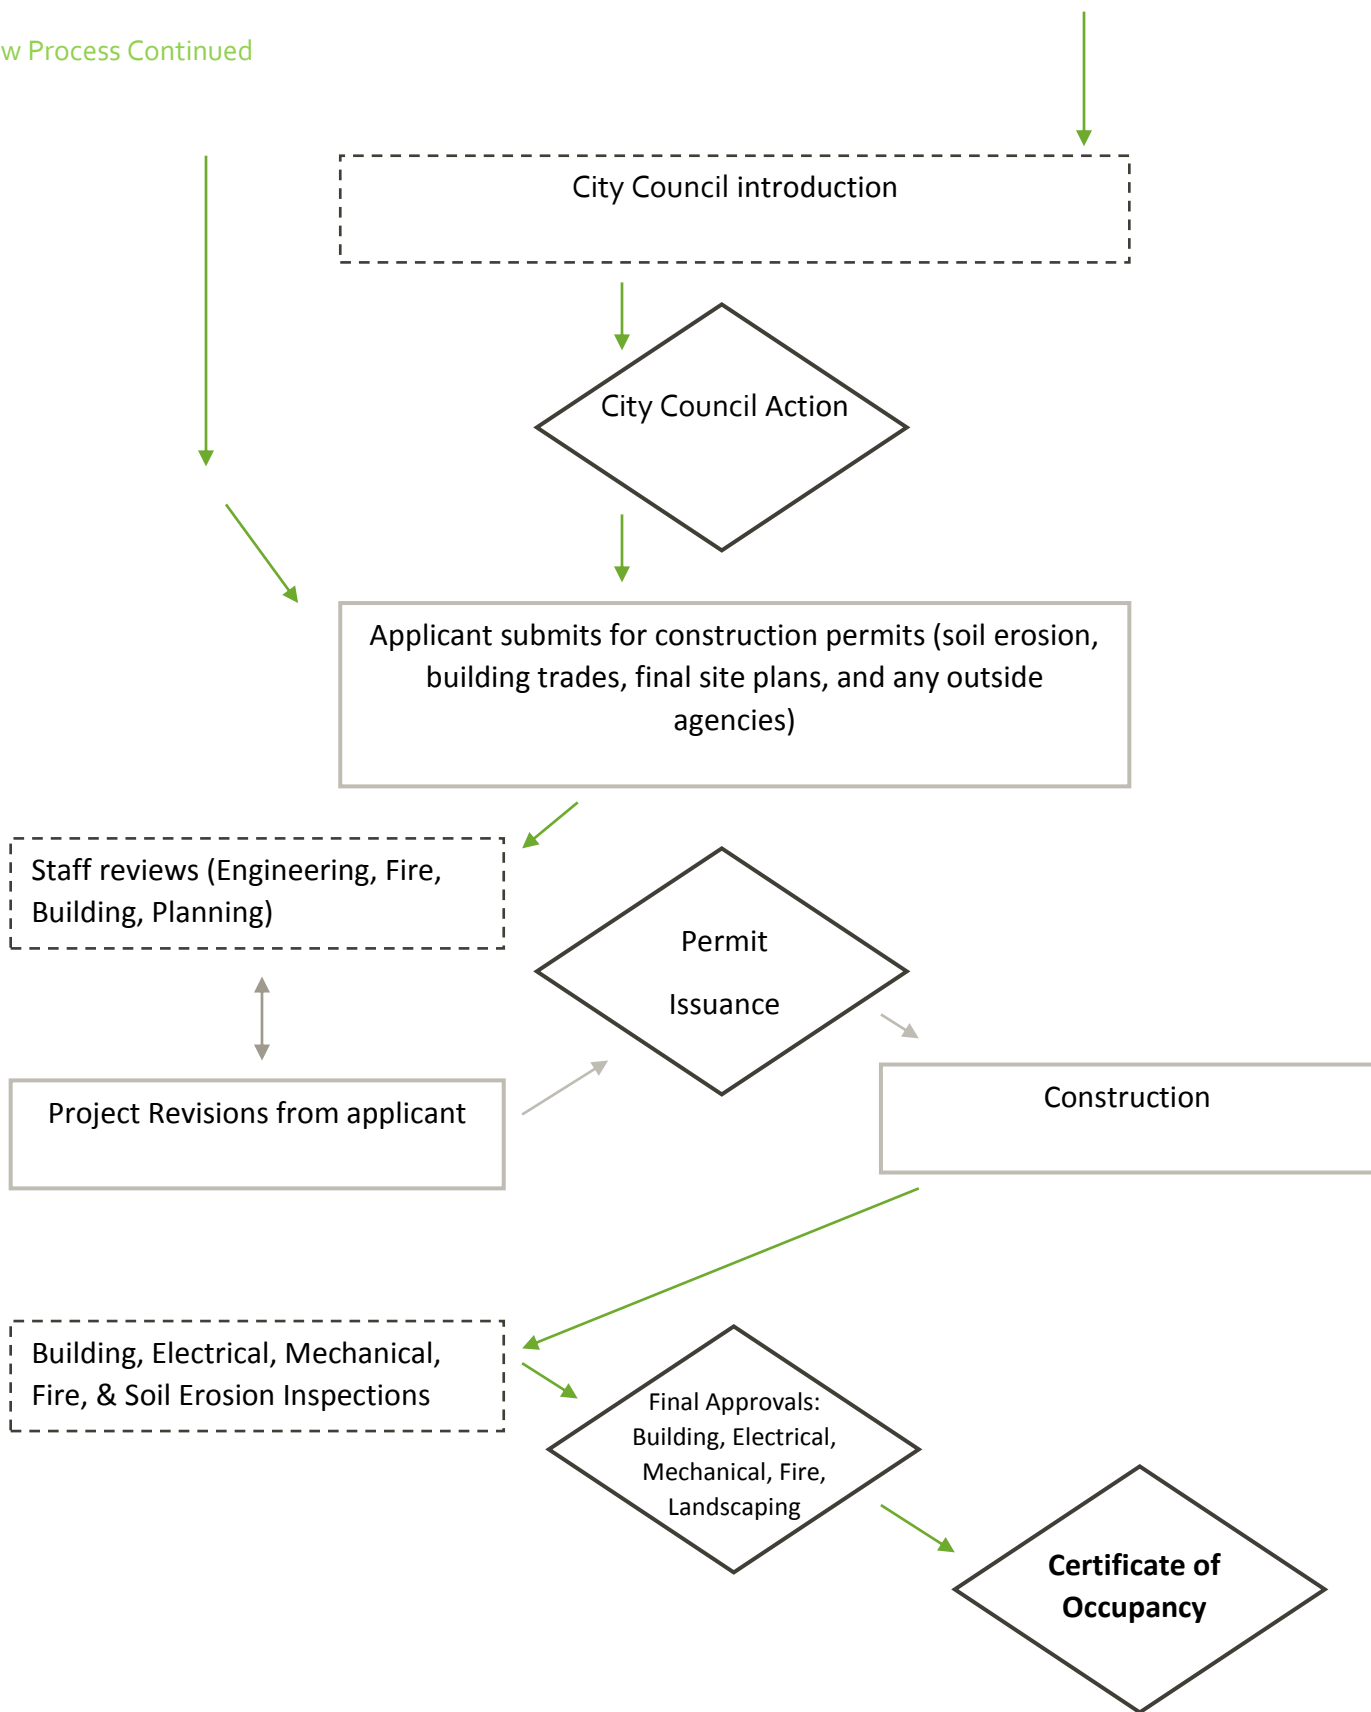 w Process Continued
City Council introduction
City Council Action
Applicant submits for construction permits (soil erosion,
building trades, final site plans, and any outside
agencies)
Staff reviews (Engineering, Fire,
Building, Planning)
Permit
Issuance
Project Revisions from applicant
Construction
Building, Electrical, Mechanical,
Fire, & Soil Erosion Inspections
Final Approvals:
Building, Electrical,
Mechanical, Fire,
Landscaping
Certificate of
Occupancy